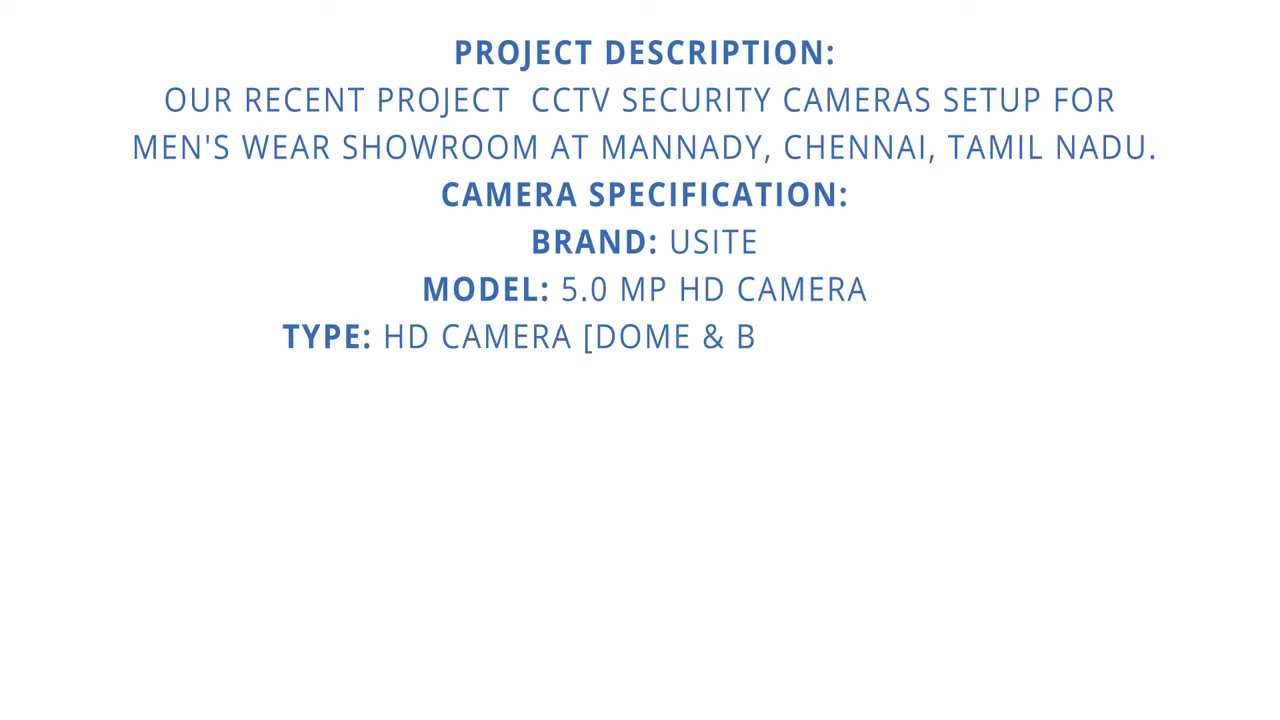 PROJECT DESCRIPTION:
OUR RECENT PROJECT  CCTV SECURITY CAMERAS SETUP FOR
MEN'S WEAR SHOWROOM AT MANNADY, CHENNAI, TAMIL NADU.
CAMERA SPECIFICATION:
BRAND: USITE
MODEL: 5.0 MP HD CAMERA
TYPE: HD CAMERA [DOME & B